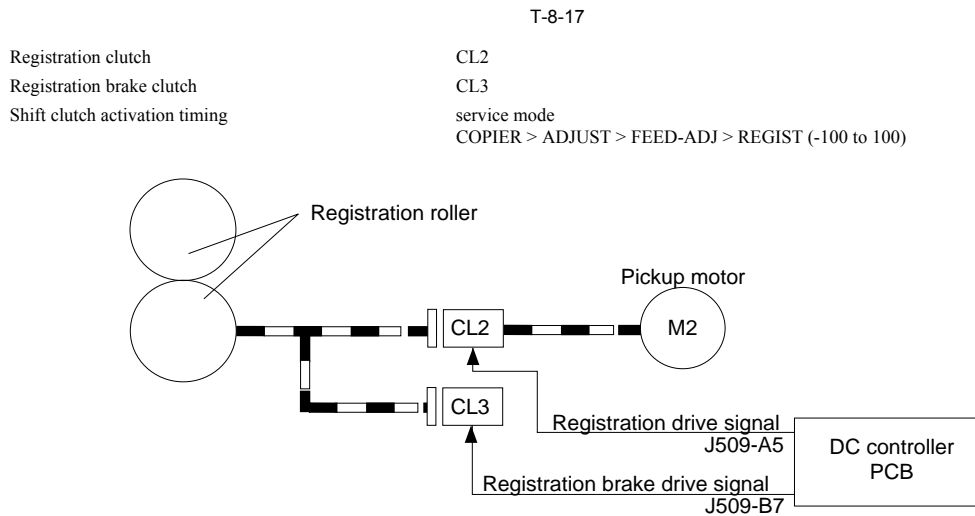 T-8-17
Registration clutch CL2
Registration brake clutch CL3
Shift clutch activation timing service mode
COPIER > ADJUST > FEED-ADJ > REGIST (-100 to 100)
Registration roller
Pickup motor
CL2
M2
CL3
Registration drive signal
J509-A5
DC controller
PCB
Registration brake drive signal
J509-B7